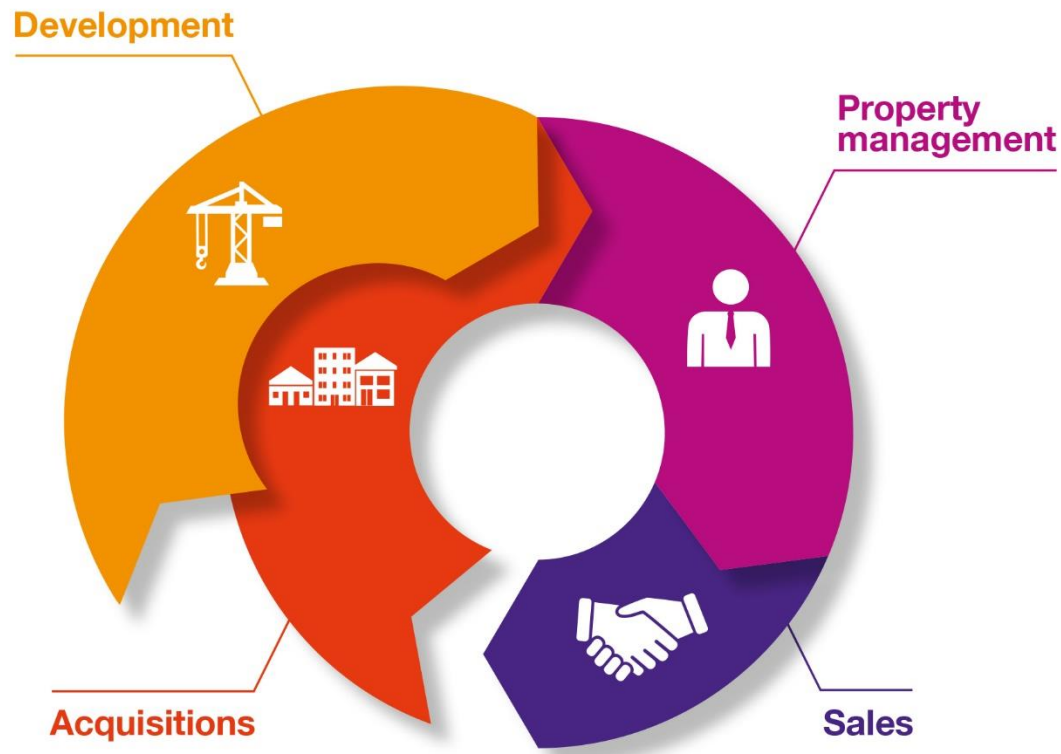 Development
Property
management
Acquisitions
Sales